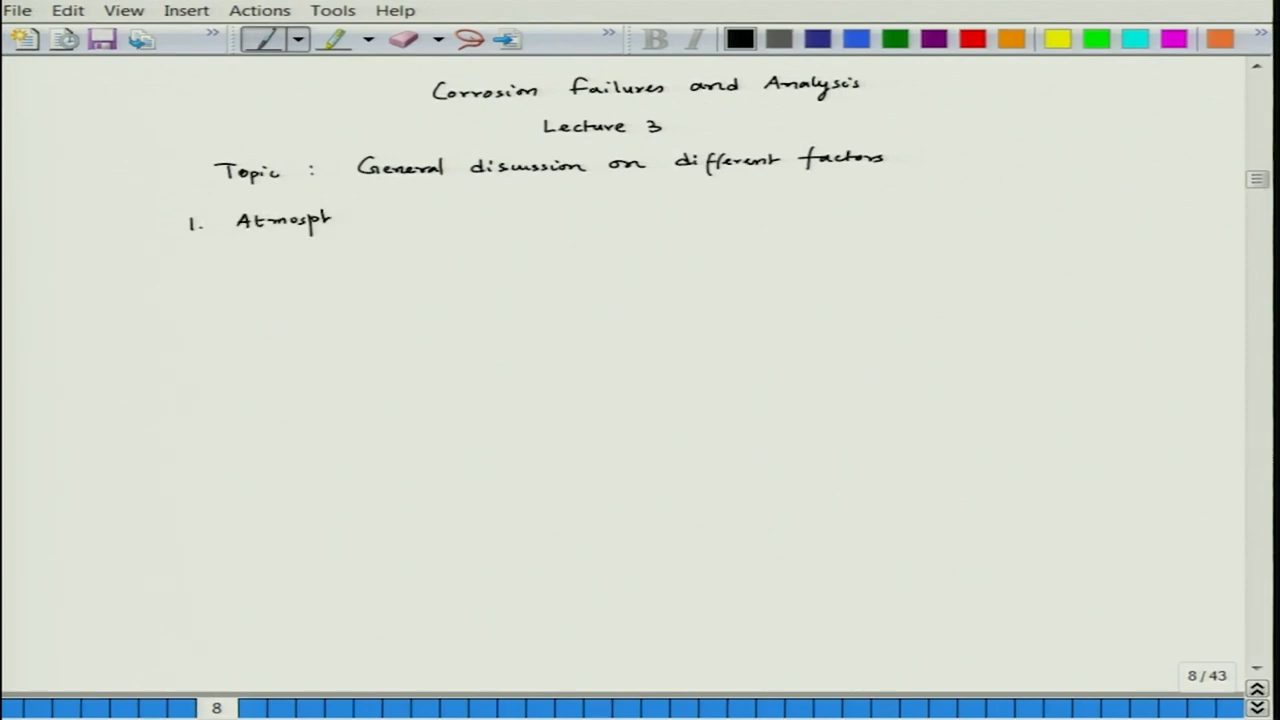 File Edit View Insert Actions Tools Help
B I
Corrosion Failures and Analysis
Lecture 3
Topic : General discussion on different factors
1. Atmosph
8/43
8